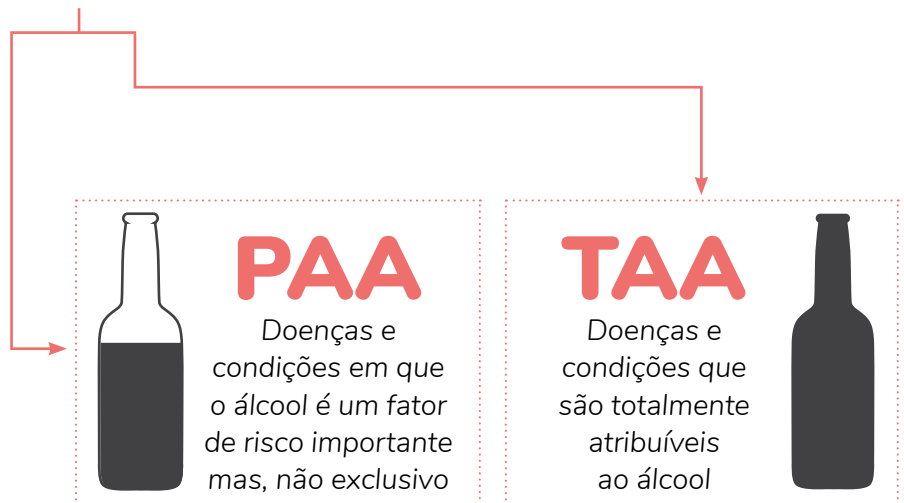 PAA
Doenças e
condições em que
o álcool é um fator
de risco importante
mas, não exclusivo
TAA
Doenças e
condições que
são totalmente
atribuíveis
ao álcool